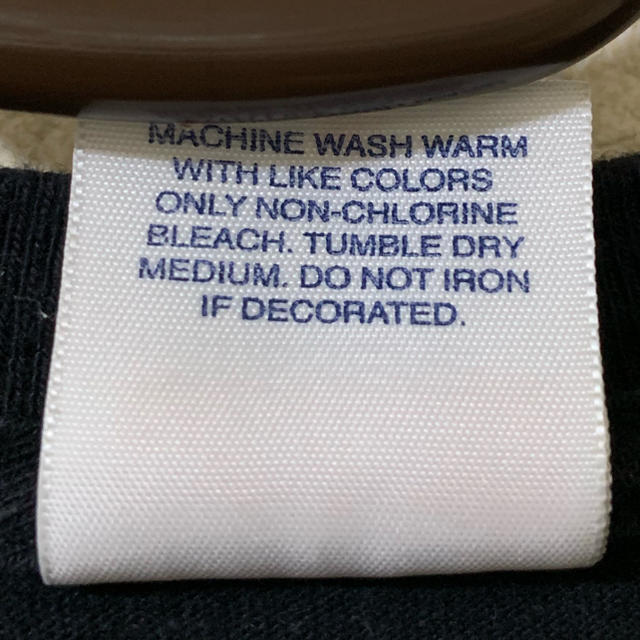 MACHINE WASH WARM
WITH LIKE COLORS
ONLY NON-CHLORINE
BLEACH. TUMBLE DRY
MEDIUM. DO NOT IRON
IF DECORATED.